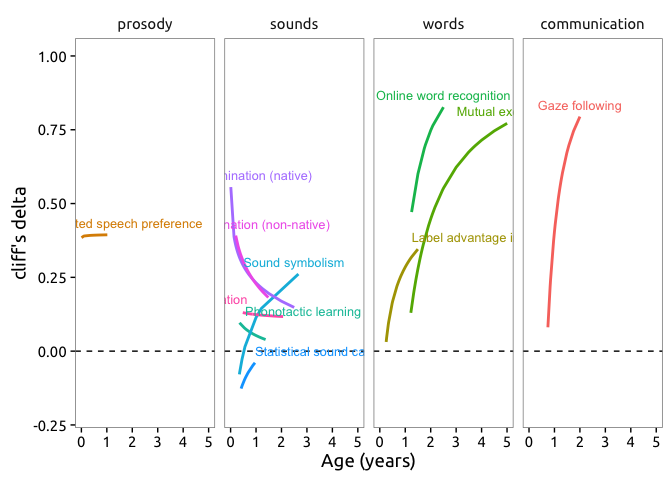 prosody sounds words communication
1.00
0.75
0.50
0.25
0.00
-0.25
cliff's delta
ted speech preference
nination (native)
nation (non-native)
Sound symbolism
ation
Phonotactic learning
Statistical sound ca
Online word recognition
Mutual ex
Label advantage i
Gaze following
0 1 2 3 4 5 0 1 2 3 4 5 0 1 2 3 4 5 0 1 2 3 4 5
Age (years)